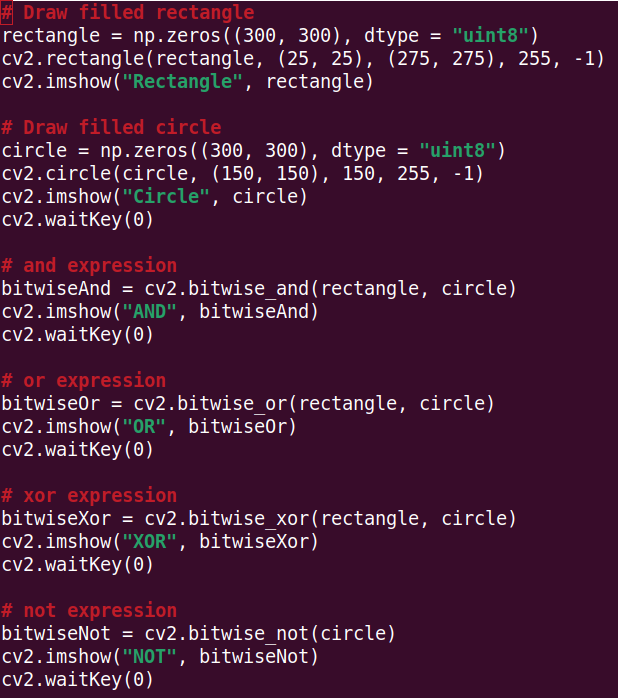 # Draw filled rectangle
rectangle = np.zeros((300, 300), dtype = "uint8")
cv2.rectangle(rectangle, (25, 25), (275, 275), 255, -1)
cv2.imshow("Rectangle", rectangle)

# Draw filled circle
circle = np.zeros((300, 300), dtype = "uint8")
cv2.circle(circle, (150, 150), 150, 255, -1)
cv2.imshow("Circle", circle)
cv2.waitKey(0)

# and expression
bitwiseAnd = cv2.bitwise_and(rectangle, circle)
cv2.imshow("AND", bitwiseAnd)
cv2.waitKey(0)

# or expression
bitwiseOr = cv2.bitwise_or(rectangle, circle)
cv2.imshow("OR", bitwiseOr)
cv2.waitKey(0)

# xor expression
bitwiseXor = cv2.bitwise_xor(rectangle, circle)
cv2.imshow("XOR", bitwiseXor)
cv2.waitKey(0)

# not expression
bitwiseNot = cv2.bitwise_not(circle)
cv2.imshow("NOT", bitwiseNot)
cv2.waitKey(0)